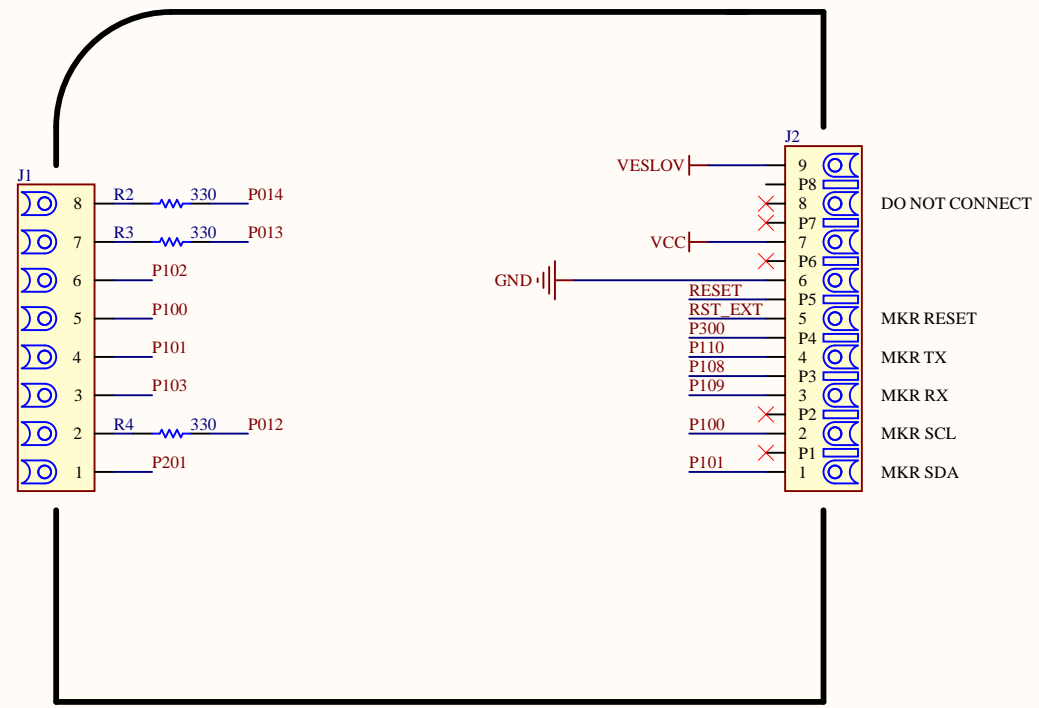 J1
8 R2 330 P014
7 R3 330 P013
6 P102
5 P100
4 P101
3 P103
2 R4 330 P012
1 P201
J2
VESLOV 9
P8
8 DO NOT CONNECT
P7
VCC 7
P6
GND 6
RESET P5
RST_EXT 5 MKR RESET
P300 P4
P110 4 MKR TX
P108 P3
P109 3 MKR RX
P2
P100 2 MKR SCL
P1
P101 1 MKR SDA